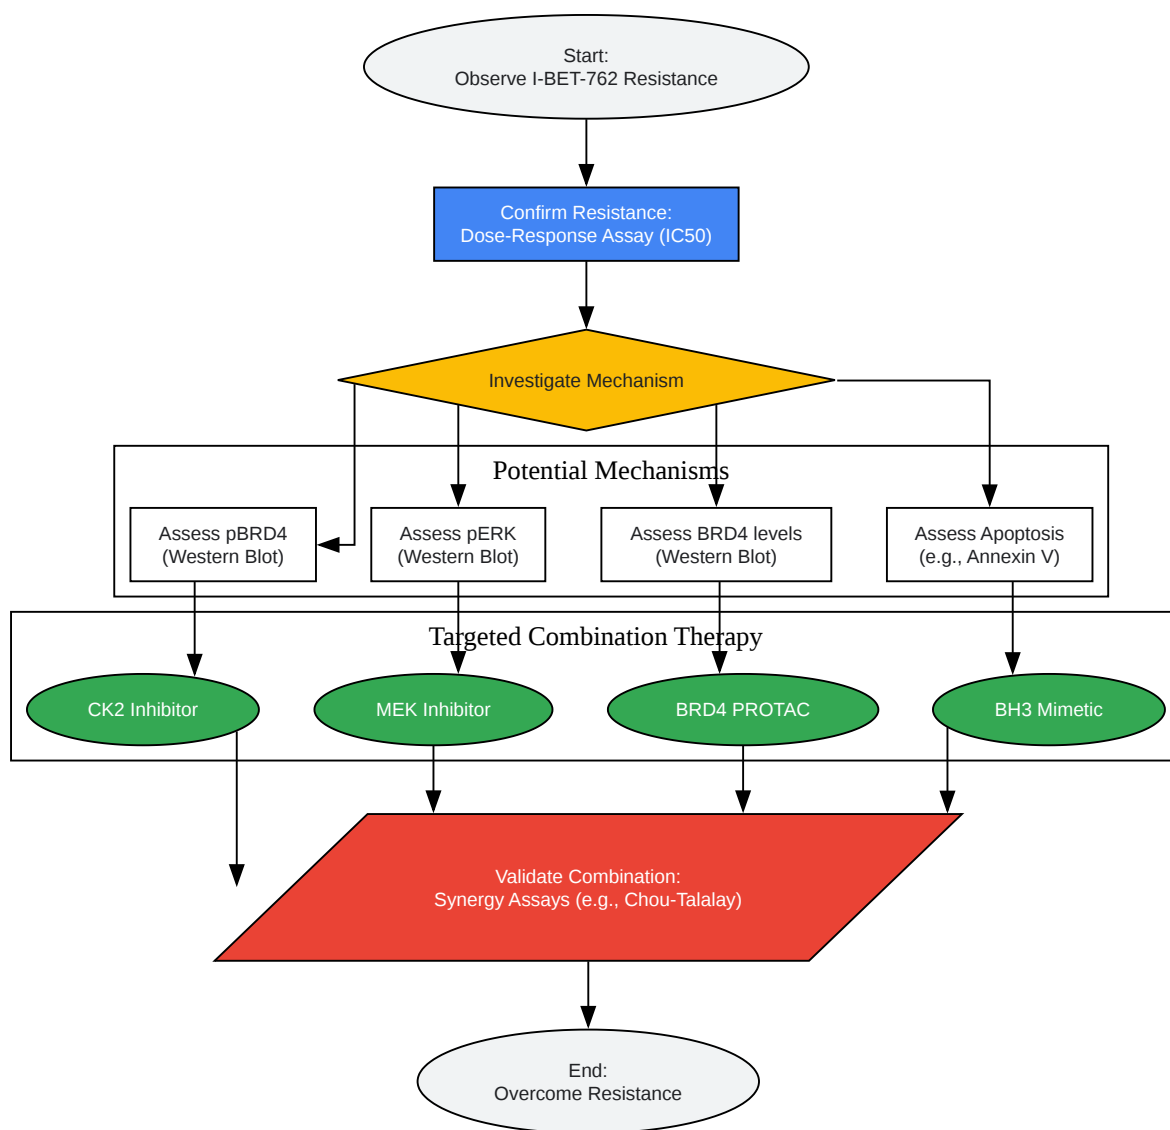 Start:
Observe I-BET-762 Resistance
Confirm Resistance:
Dose-Response Assay (IC50)
Investigate Mechanism
Potential Mechanisms
Assess pBRD4
(Western Blot)
Assess pERK
(Western Blot)
Assess BRD4 levels
(Western Blot)
Assess Apoptosis
(e.g., Annexin V)
Targeted Combination Therapy
CK2 Inhibitor
MEK Inhibitor
BRD4 PROTAC
BH3 Mimetic
Validate Combination:
Synergy Assays (e.g., Chou-Talalay)
End:
Overcome Resistance